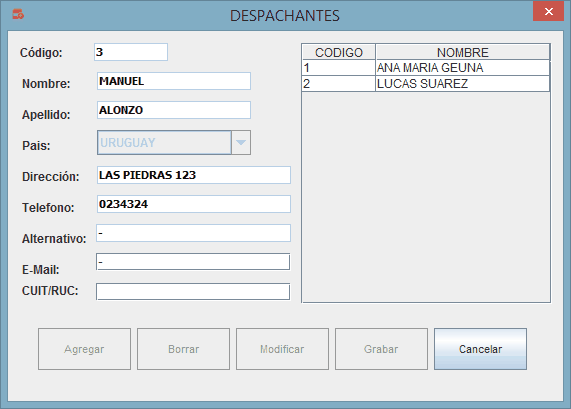 DESPACHANTES
Código: 3
Nombre: MANUEL
Apellido: ALONZO
Pais: URUGUAY
Dirección: LAS PIEDRAS 123
Telefono: 0234324
Alternativo: -
E-Mail: -
CUIT/RUC:
CODIGO NOMBRE
1 ANA MARIA GEUNA
2 LUCAS SUAREZ
Agregar Borrar Modificar Grabar Cancelar